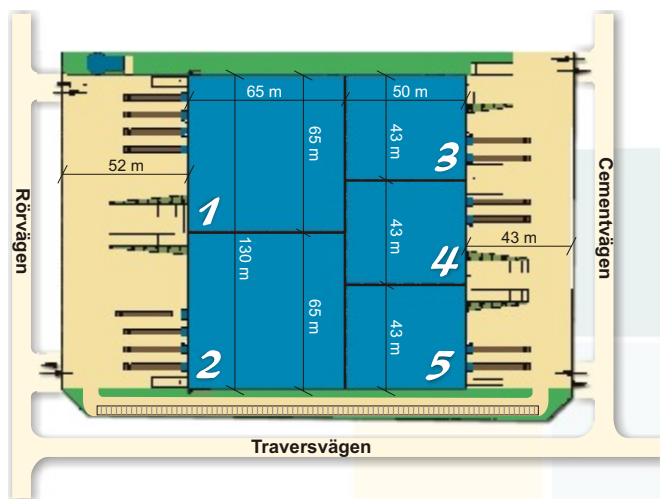 65 m
50 m
65 m
43 m
3
52 m
1
Rörvägen
Cementvägen
130 m
43 m
4
43 m
65 m
43 m
2
5
Traversvägen